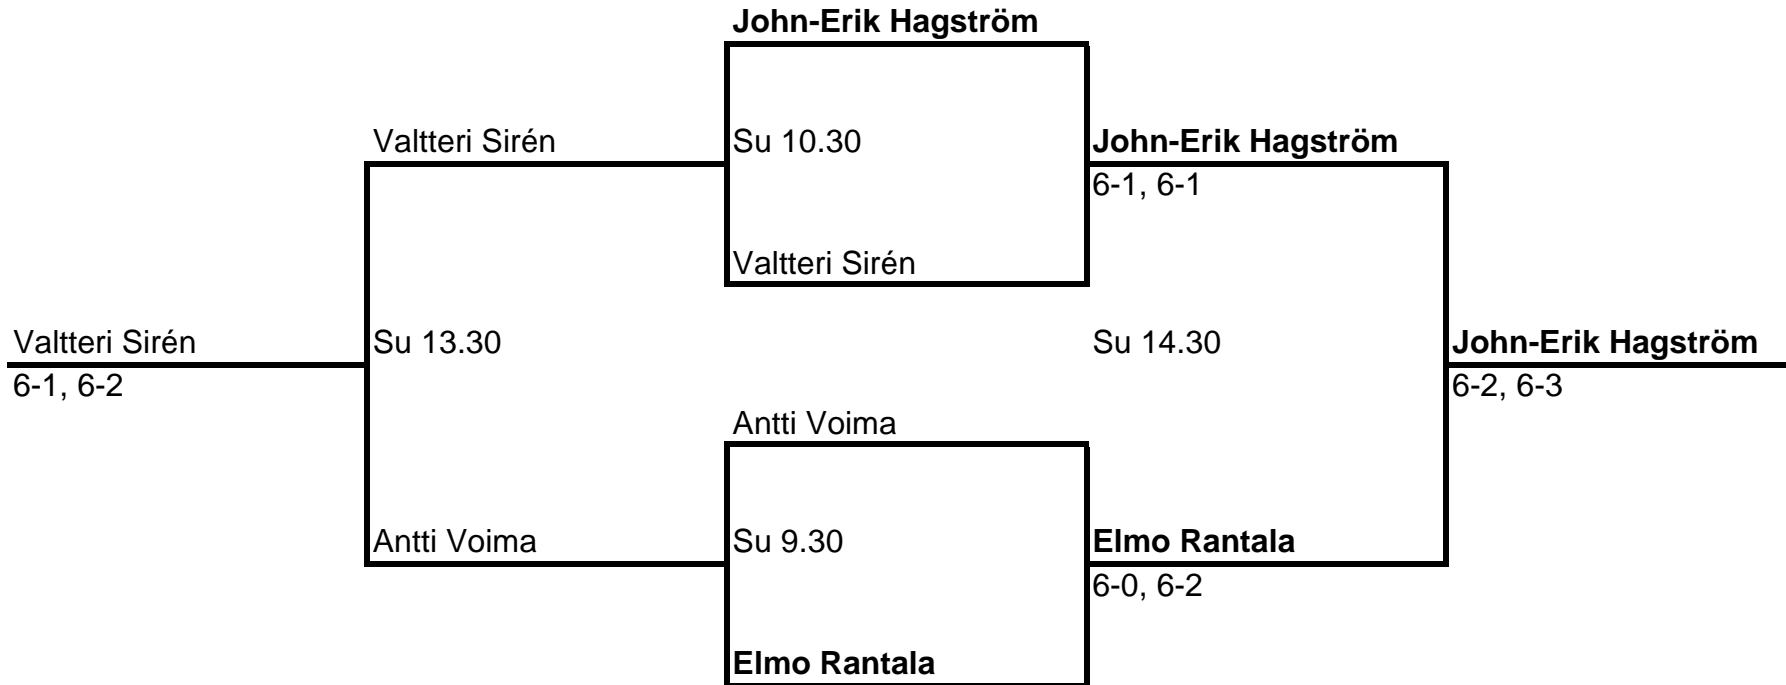 John-Erik Hagström
Valtteri Sirén
Su 10.30
John-Erik Hagström
6-1, 6-1
Valtteri Sirén
Valtteri Sirén
Su 13.30
Su 14.30
John-Erik Hagström
6-1, 6-2
6-2, 6-3
Antti Voima
Antti Voima
Su 9.30
Elmo Rantala
6-0, 6-2
Elmo Rantala